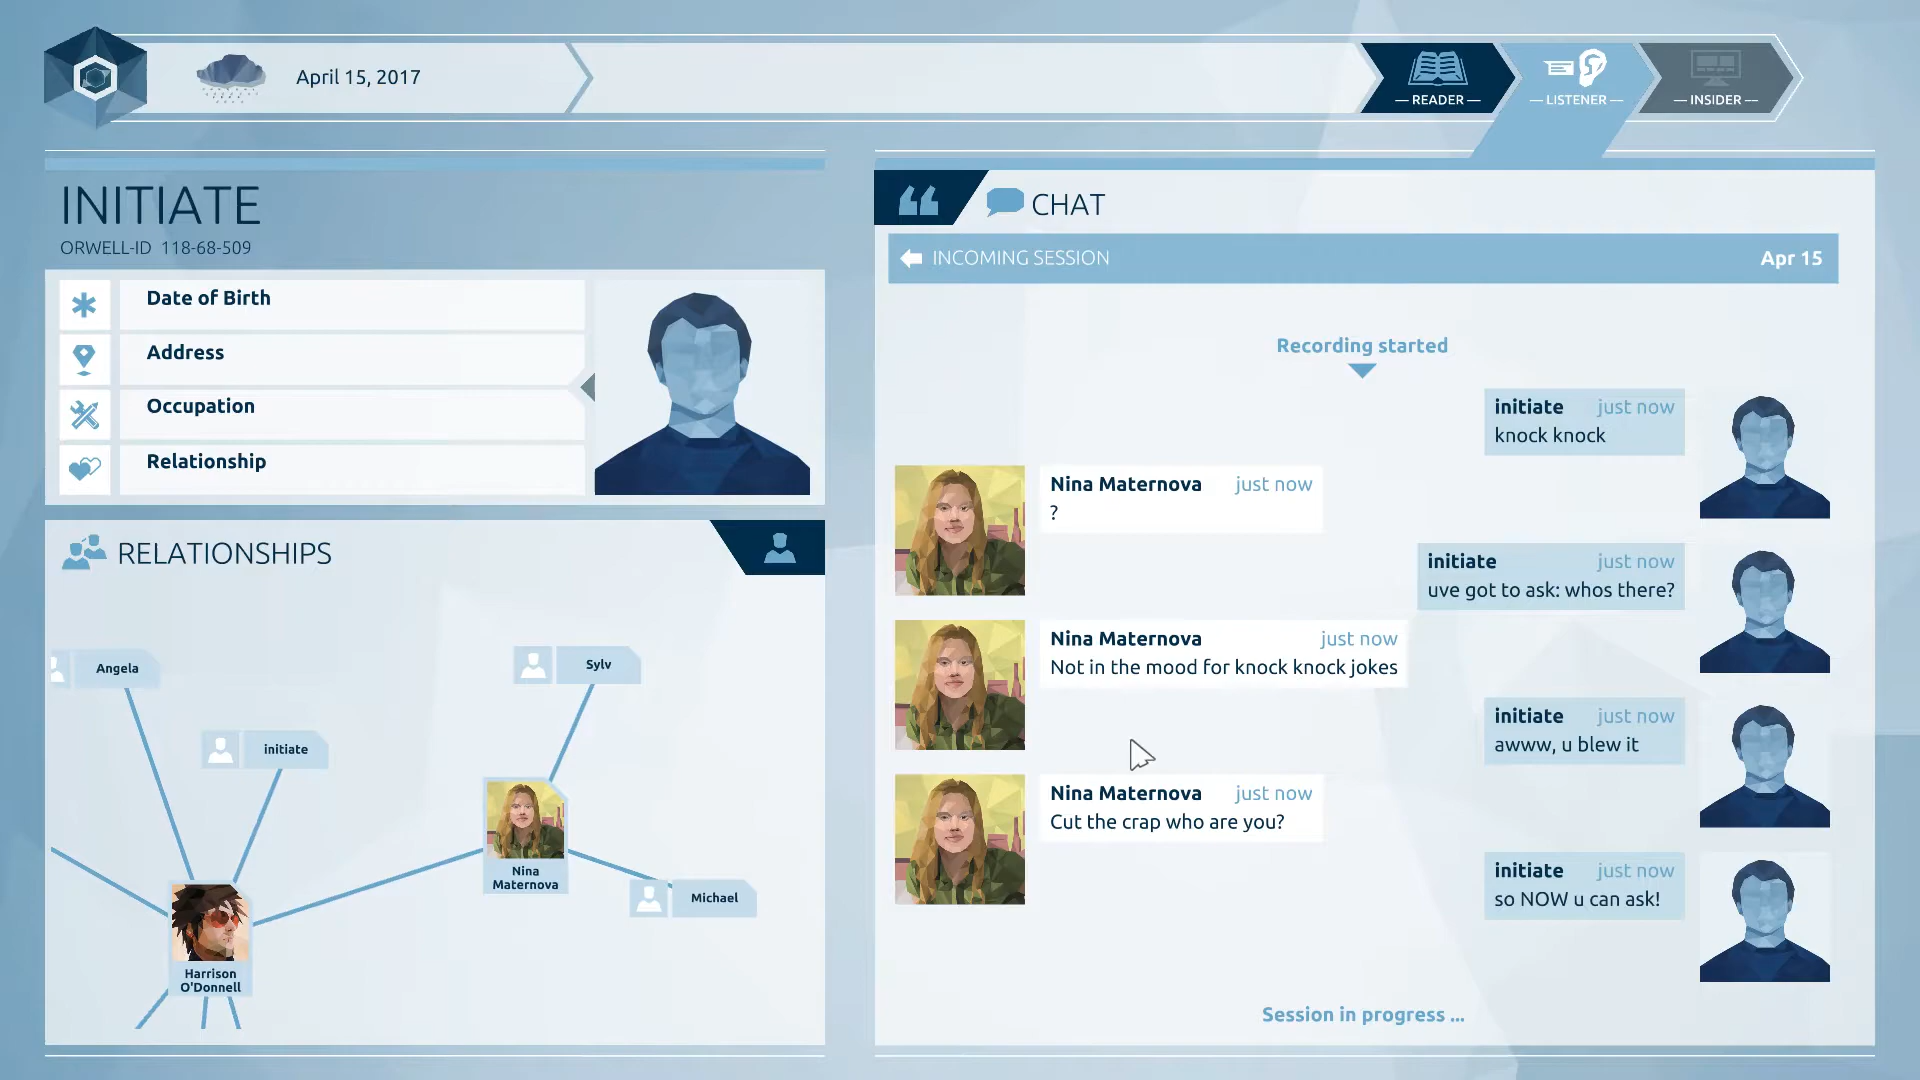 April 15, 2017
— READER —
— LISTENER —
— INSIDER —
INITIATE
ORWELL-ID 118-68-509
Date of Birth
Address
Occupation
Relationship
RELATIONSHIPS
Angela
initiate
Sylv
Nina
Maternova
Michael
Harrison
O'Donnell
CHAT
INCOMING SESSION
Apr 15
Recording started
initiate just now
knock knock
Nina Maternova just now
?
initiate just now
uve got to ask: whos there?
Nina Maternova just now
Not in the mood for knock knock jokes
initiate just now
awww, u blew it
Nina Maternova just now
Cut the crap who are you?
initiate just now
so NOW u can ask!
Session in progress ...